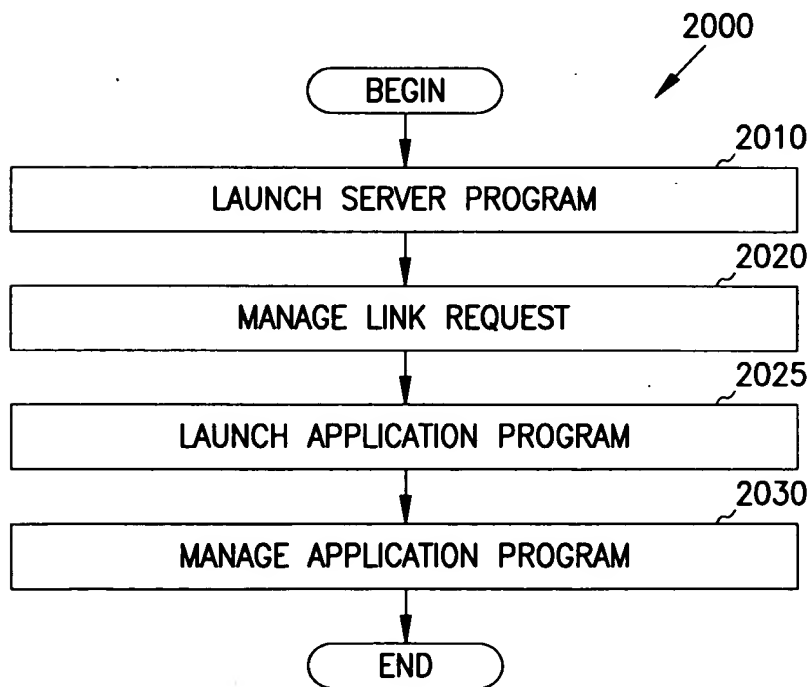 2000
BEGIN
2010
LAUNCH SERVER PROGRAM
2020
MANAGE LINK REQUEST
2025
LAUNCH APPLICATION PROGRAM
2030
MANAGE APPLICATION PROGRAM
END